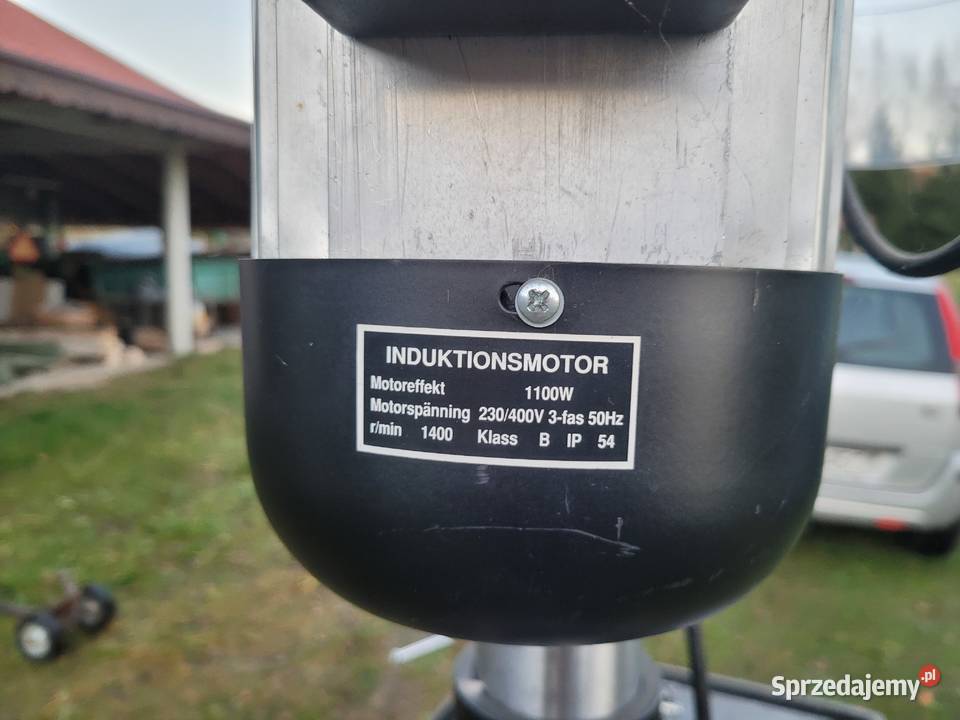 INDUKTIONSMOTOR
Motoreffekt 1100W
Motorspänning 230/400V 3-fas 50Hz
r/min 1400 Klass B IP 54
Sprzedajemy.pl